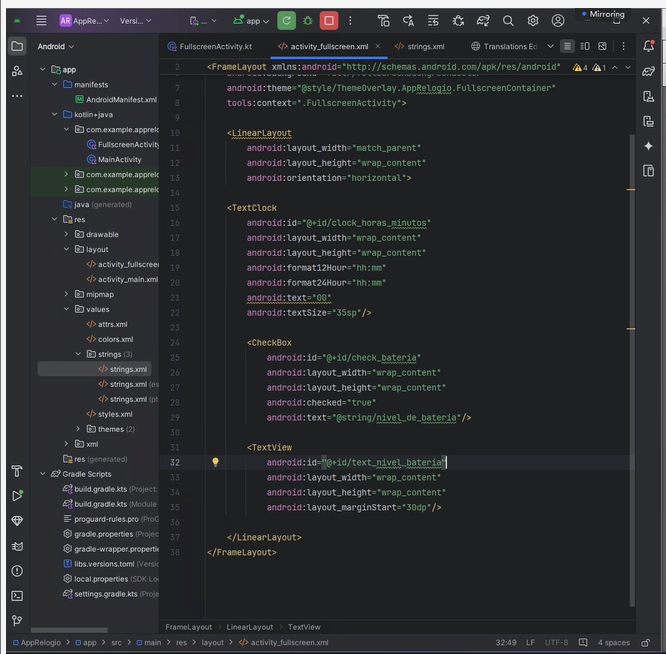 AR AppRe... Vers... app Mirroring
Android FullscreenActivity.kt activity_fullscreen.xml strings.xml Translations Ed
app
manifests
AndroidManifest.xml
kotlin+java
com.example.apprelo
FullscreenActivity
MainActivity
com.example.apprelo
com.example.apprelo
java (generated)
res
drawable
layout
activity_fullscreen
activity_main.xml
mipmap
values
attrs.xml
colors.xml
strings (3)
strings.xml
strings.xml (es
strings.xml (pt
styles.xml
themes (2)
xml
res (generated)
Gradle Scripts
build.gradle.kts (Project:
build.gradle.kts (Module
proguard-rules.pro (ProG
gradle.properties (Proje
gradle-wrapper.propertie
libs.versions.toml (Versio
local.properties (SDK Loc
settings.gradle.kts (Proje
2 <FrameLayout xmlns:android="http://schemas.android.com/apk/res/android" 4 1
7 android:theme="@style/ThemeOverlay.AppRelogio.FullscreenContainer"
8 tools:context=".FullscreenActivity">
9
10 <LinearLayout
11 android:layout_width="match_parent"
12 android:layout_height="wrap_content"
13 android:orientation="horizontal">
14
15 <TextClock
16 android:id="@+id/clock_horas_minutos"
17 android:layout_width="wrap_content"
18 android:layout_height="wrap_content"
19 android:format12Hour="hh:mm"
20 android:format24Hour="hh:mm"
21 android:text="00"
22 android:textSize="35sp"/>
23
24 <CheckBox
25 android:id="@+id/check_bateria"
26 android:layout_width="wrap_content"
27 android:layout_height="wrap_content"
28 android:checked="true"
29 android:text="@string/nivel_de_bateria"/>
30
31 <TextView
32 android:id="@+id/text_nivel_bateria"
33 android:layout_width="wrap_content"
34 android:layout_height="wrap_content"
35 android:layout_marginStart="30dp"/>
36
37 </LinearLayout>
38 </FrameLayout>
FrameLayout LinearLayout TextView
AppRelogio app src main res layout activity_fullscreen.xml 32:49 LF UTF-8 4 spaces